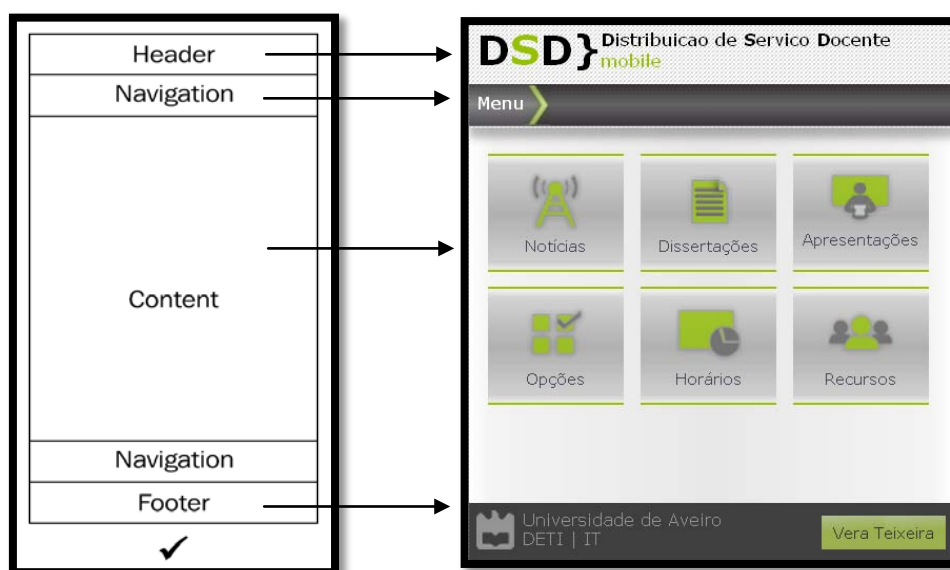 Header
Navigation
Content
Navigation
Footer
DSD} Distribuicao de Servico Docente
mobile
Menu
Notícias Dissertações Apresentações
Opções Horários Recursos
Universidade de Aveiro
DETI | IT
Vera Teixeira